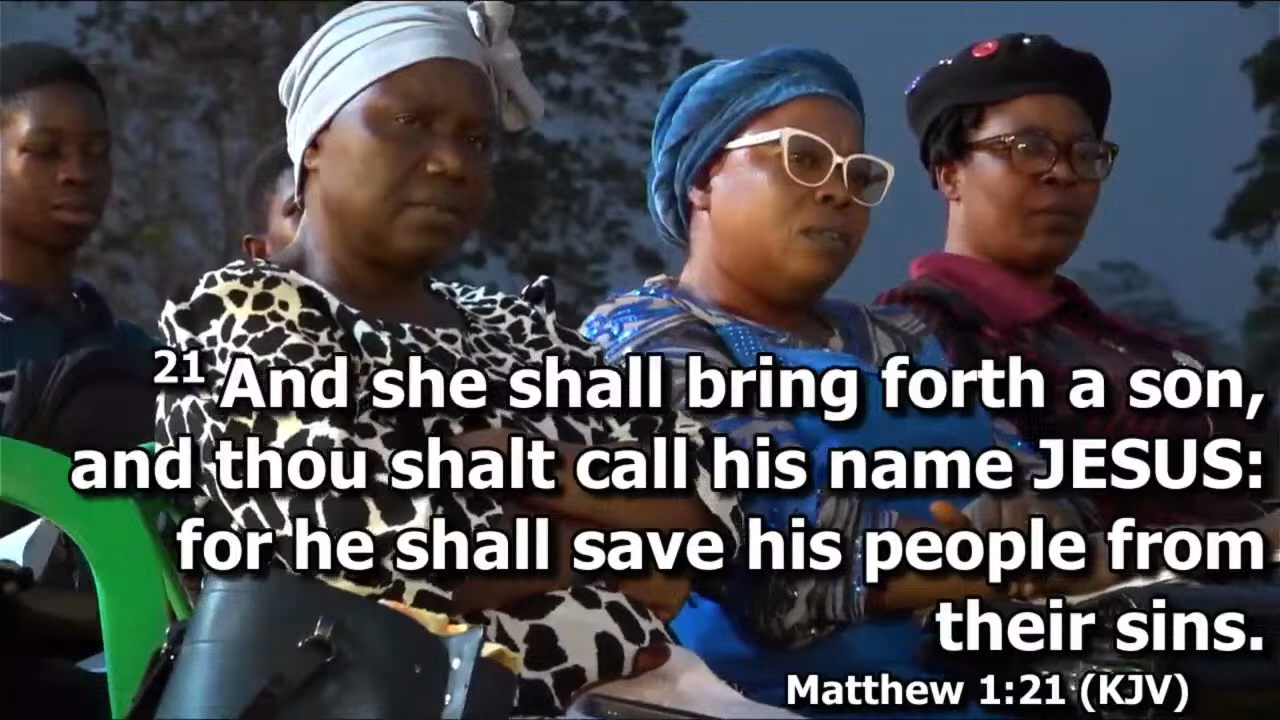 21 And she shall bring forth a son,
and thou shalt call his name JESUS:
for he shall save his people from
their sins.
Matthew 1:21 (KJV)